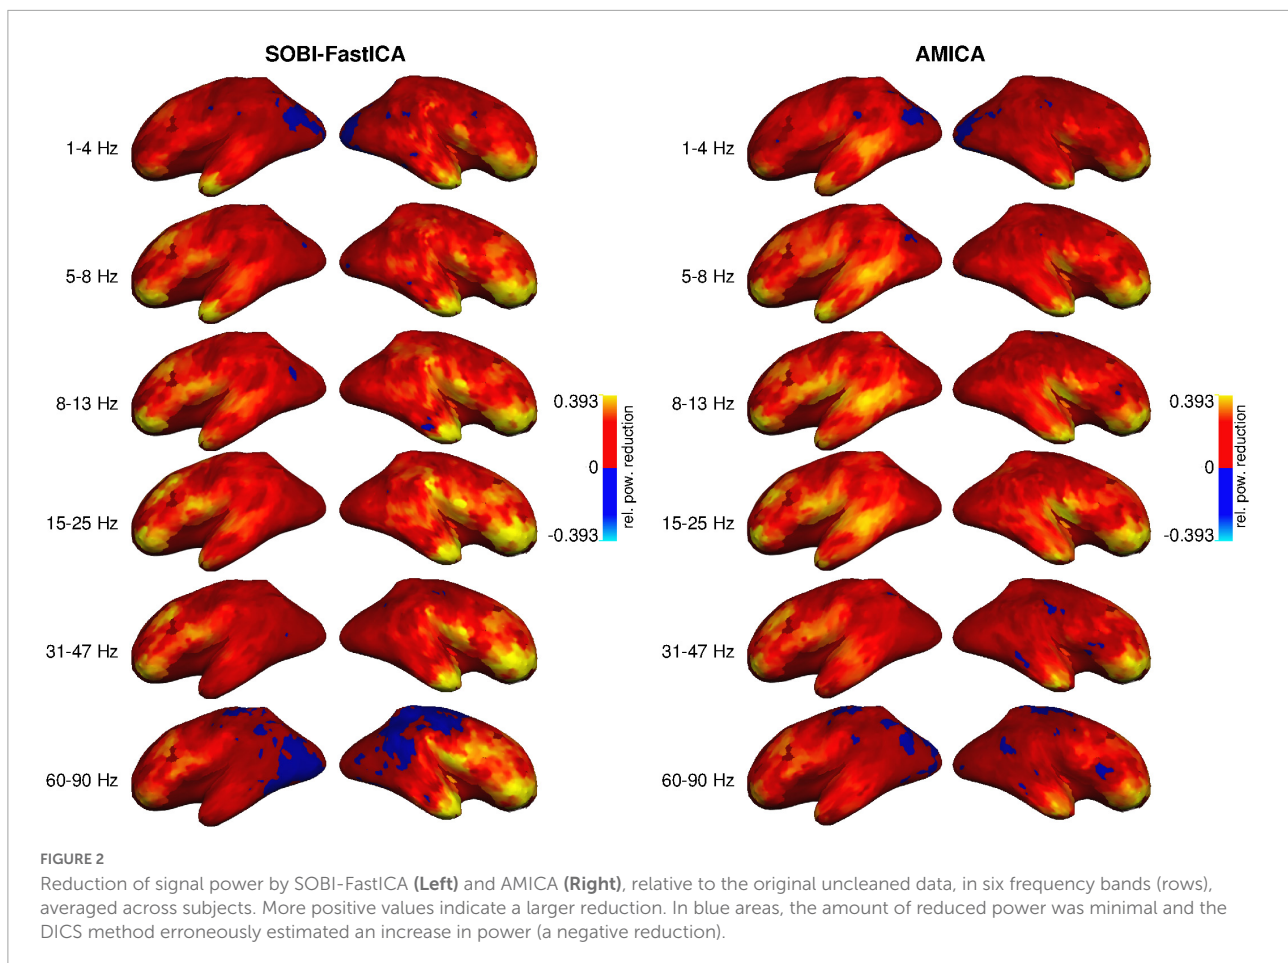 SOBI-FastICA
AMICA
1-4 Hz
1-4 Hz
5-8 Hz
5-8 Hz
8-13 Hz
8-13 Hz
0.393
0
-0.393
rel. pow. reduction
0.393
0
-0.393
rel. pow. reduction
15-25 Hz
15-25 Hz
31-47 Hz
31-47 Hz
60-90 Hz
60-90 Hz
FIGURE 2
Reduction of signal power by SOBI-FastICA (Left) and AMICA (Right), relative to the original uncleaned data, in six frequency bands (rows),
averaged across subjects. More positive values indicate a larger reduction. In blue areas, the amount of reduced power was minimal and the
DICS method erroneously estimated an increase in power (a negative reduction).